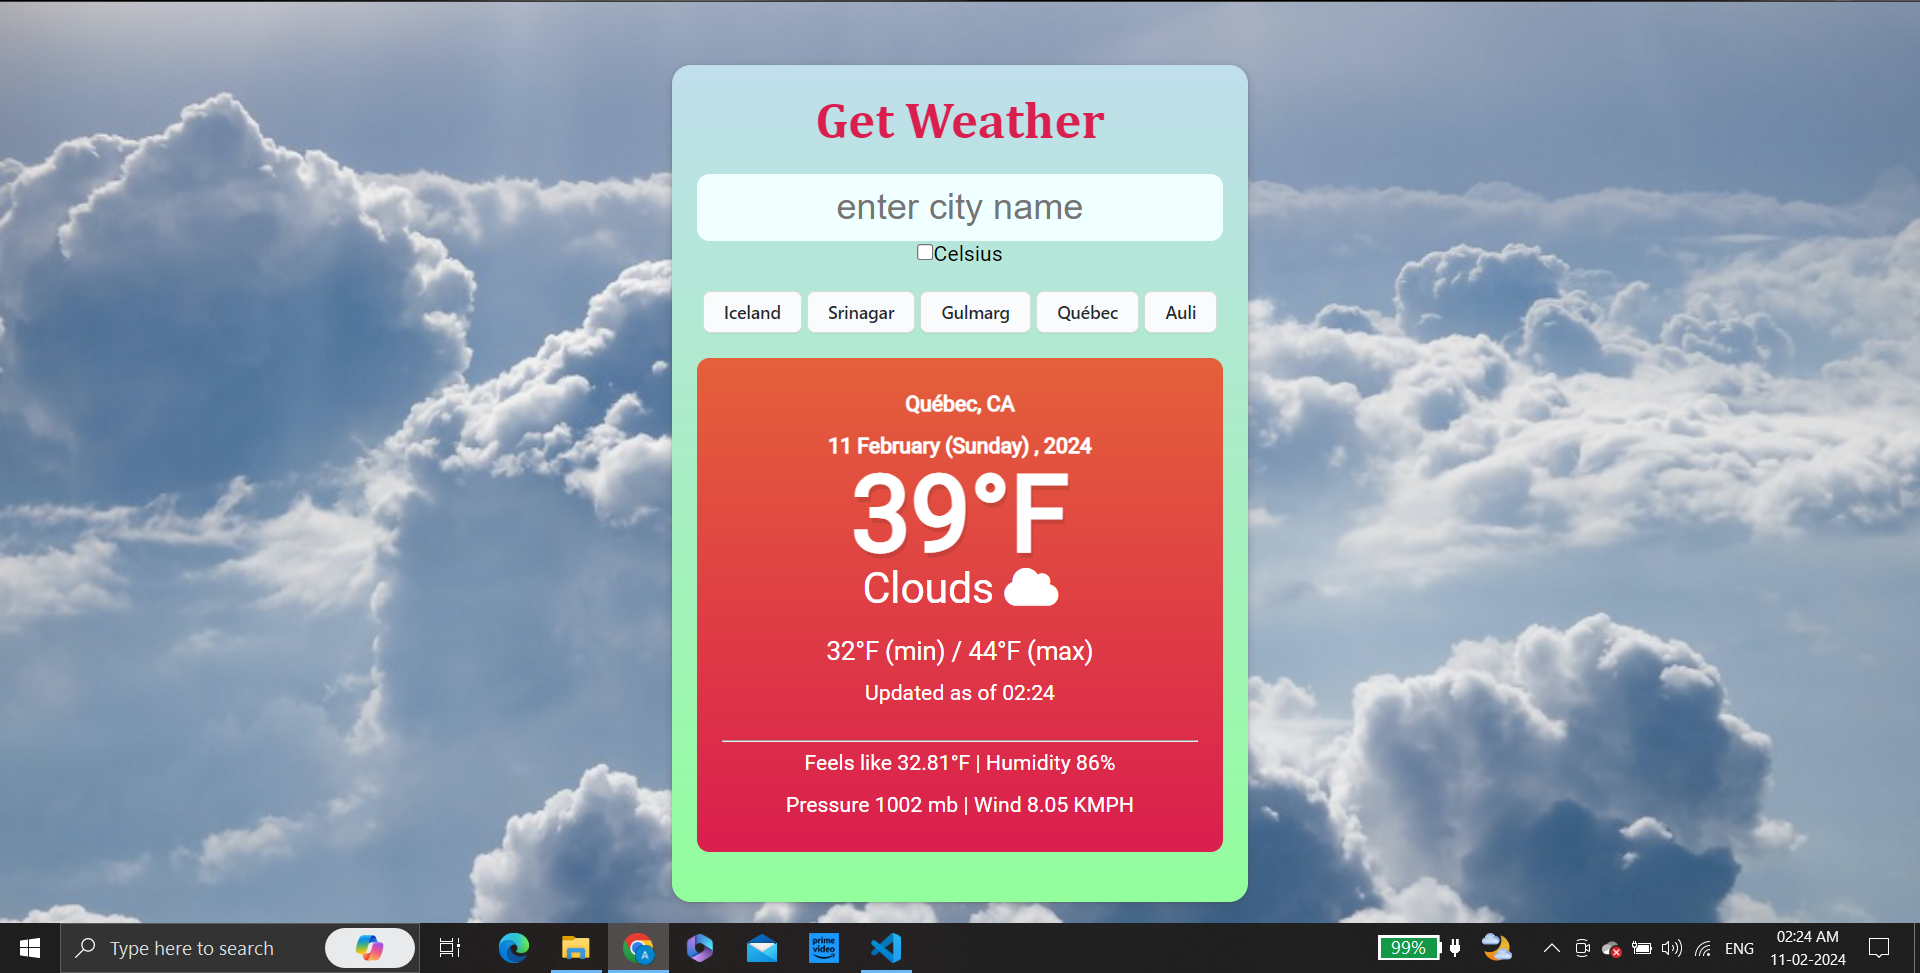 Get Weather
enter city name
Celsius
Iceland Srinagar Gulmarg Québec Auli
Québec, CA
11 February (Sunday) , 2024
39°F
Clouds
32°F (min) / 44°F (max)
Updated as of 02:24
Feels like 32.81°F | Humidity 86%
Pressure 1002 mb | Wind 8.05 KMPH
Type here to search
A
prime
video
99%
ENG
02:24 AM
11-02-2024